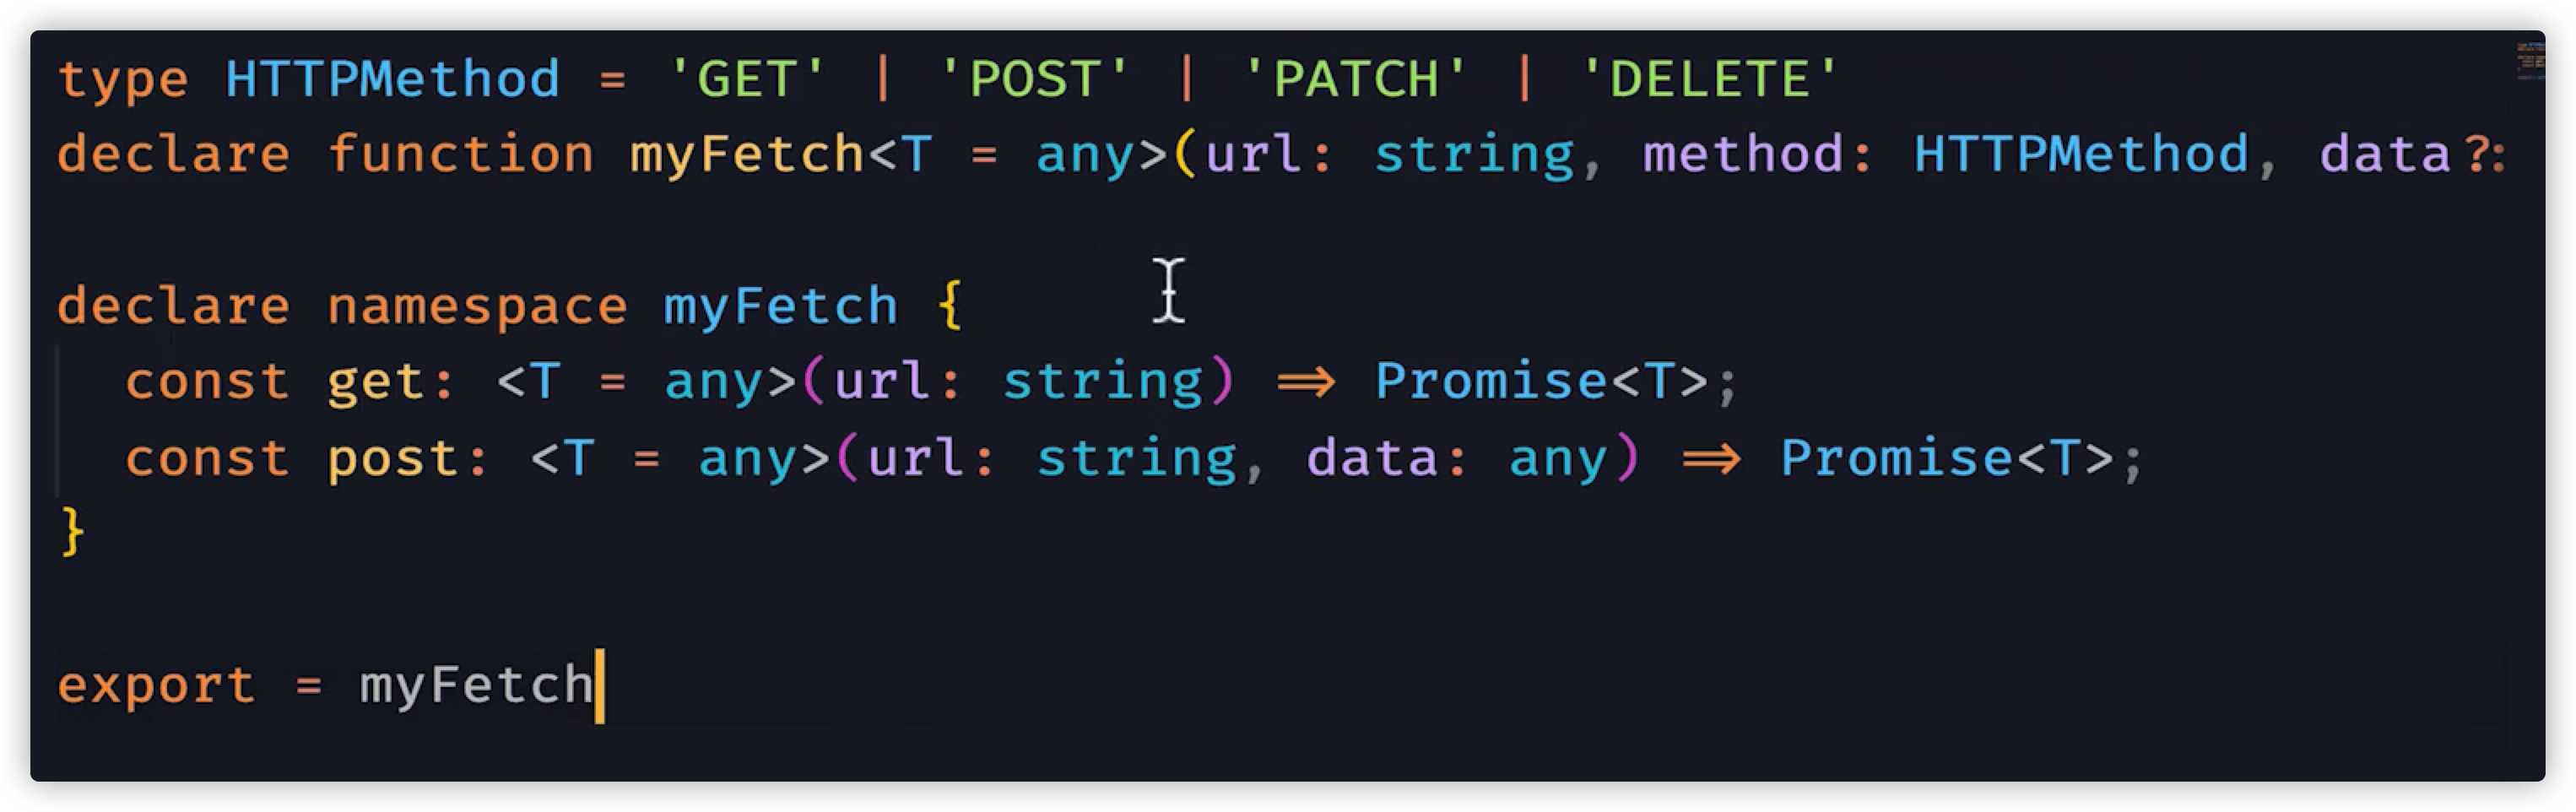 type HTTPMethod = 'GET' | 'POST' | 'PATCH' | 'DELETE'
declare function myFetch<T = any>(url: string, method: HTTPMethod, data?:
declare namespace myFetch {
const get: <T = any>(url: string) => Promise<T>;
const post: <T = any>(url: string, data: any) => Promise<T>;
}
export = myFetch